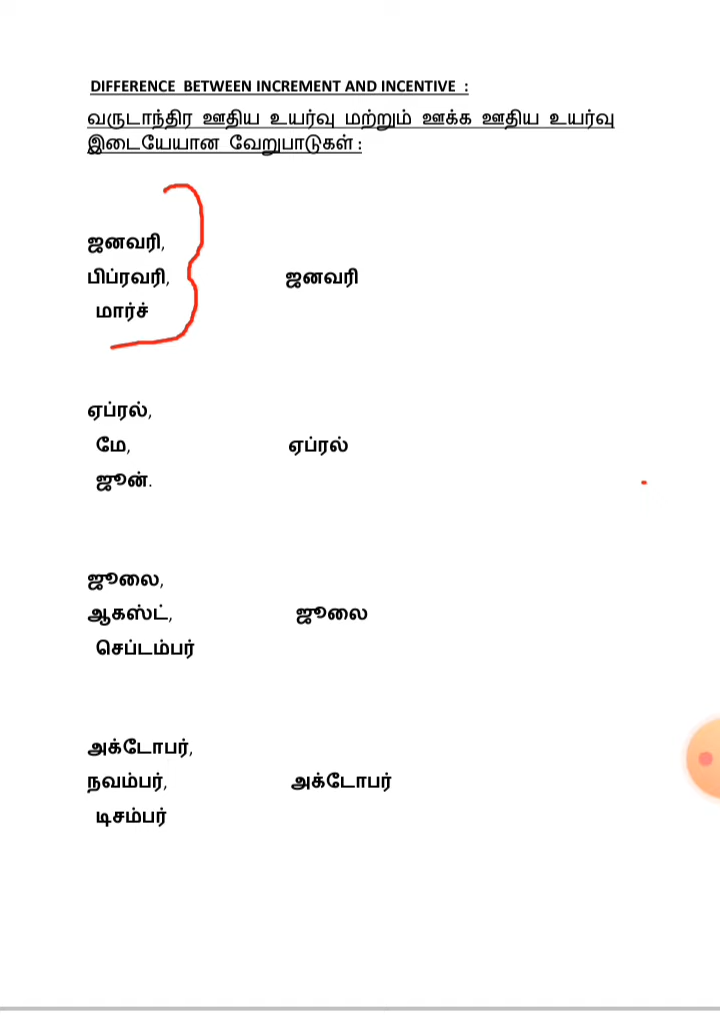 DIFFERENCE BETWEEN INCREMENT AND INCENTIVE :
வருடாந்திர ஊதிய உயர்வு மற்றும் ஊக்க ஊதிய உயர்வு
இடையேயான வேறுபாடுகள் :
ஜனவரி,
பிப்ரவரி, ஜனவரி
மார்ச்
ஏப்ரல்,
மே, ஏப்ரல்
ஜூன்.
ஜூலை,
ஆகஸ்ட், ஜூலை
செப்டம்பர்
அக்டோபர்,
நவம்பர், அக்டோபர்
டிசம்பர்